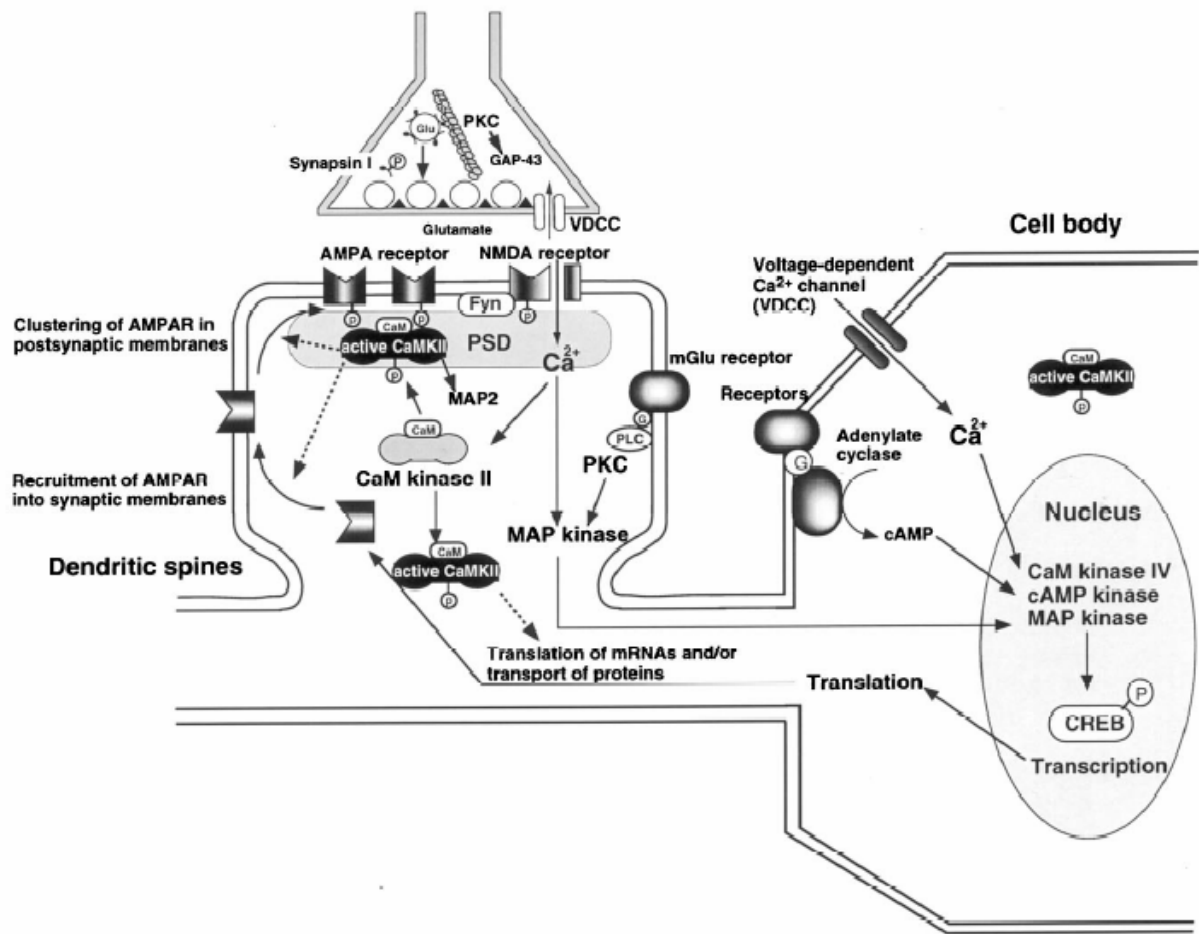 Glu
PKC
GAP-43
Synapsin I
P
Glutamate
VDCC
Cell body
AMPA receptor
NMDA receptor
Voltage-dependent
Ca2+ channel
(VDCC)
Fyn
P
P
P
Clustering of AMPAR in
postsynaptic membranes
CaM
active CaMKII
PSD
Ca2+
P
MAP2
mGlu receptor
Receptors
CaM
active CaMKII
P
G
PLC
PKC
CaM
CaM kinase II
G
Adenylate
cyclase
Ca2+
Recruitment of AMPAR
into synaptic membranes
MAP kinase
cAMP
Nucleus
Dendritic spines
CaM
active CaMKII
P
CaM kinase IV
cAMP kinase
MAP kinase
Translation of mRNAs and/or
transport of proteins
Translation
P
CREB
Transcription